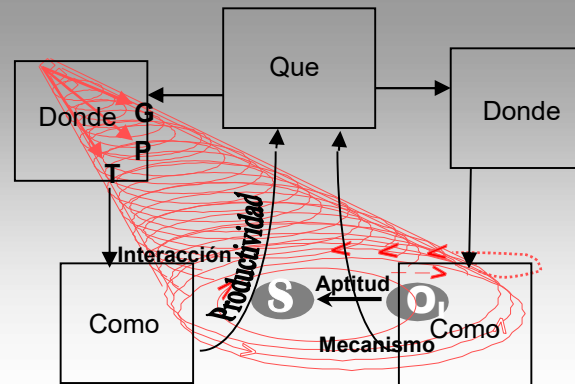 Que
Donde
Donde
G
P
T
Productividad
Interacción
Aptitud
S
O
Como
Como
Mecanismo